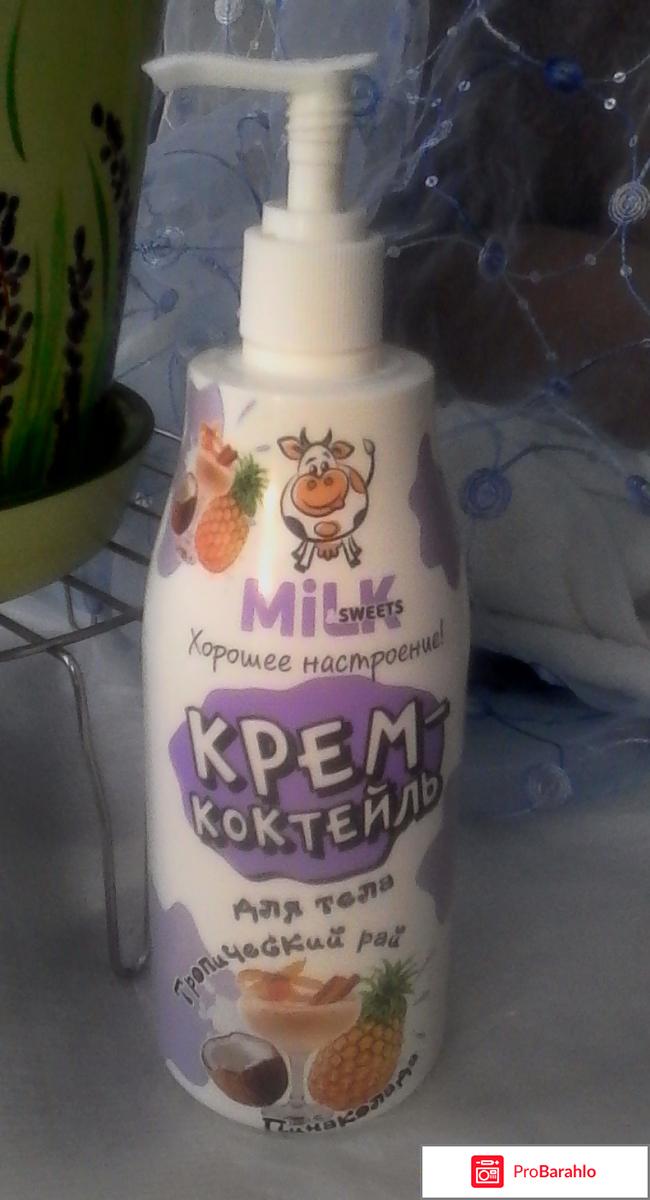 MiLK
SWEETS
Хорошее настроение!
КРЕМ-
КОКТЕЙЛЬ
для тела
Тропический рай
Пинаколада
ProBarahlo